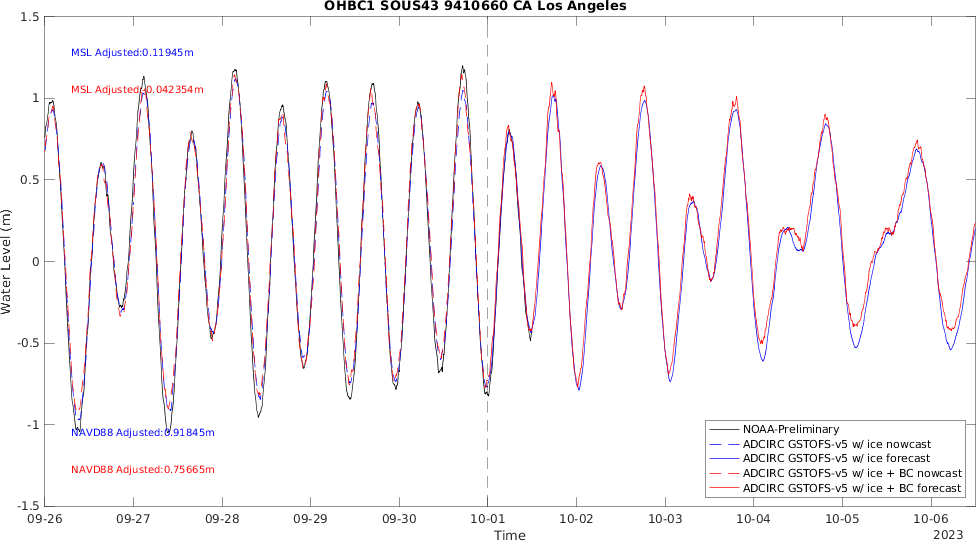 OHBC1 SOUS43 9410660 CA Los Angeles
1.5
MSL Adjusted:0.11945m
MSL Adjusted:-0.042354m
1
0.5
0
-0.5
-1
-1.5
Water Level (m)
NAVD88 Adjusted:0.91845m
NAVD88 Adjusted:0.75665m
NOAA-Preliminary
ADCIRC GSTOFS-v5 w/ ice nowcast
ADCIRC GSTOFS-v5 w/ ice forecast
ADCIRC GSTOFS-v5 w/ ice + BC nowcast
ADCIRC GSTOFS-v5 w/ ice + BC forecast
09-26 09-27 09-28 09-29 09-30 10-01 10-02 10-03 10-04 10-05 10-06
Time
2023